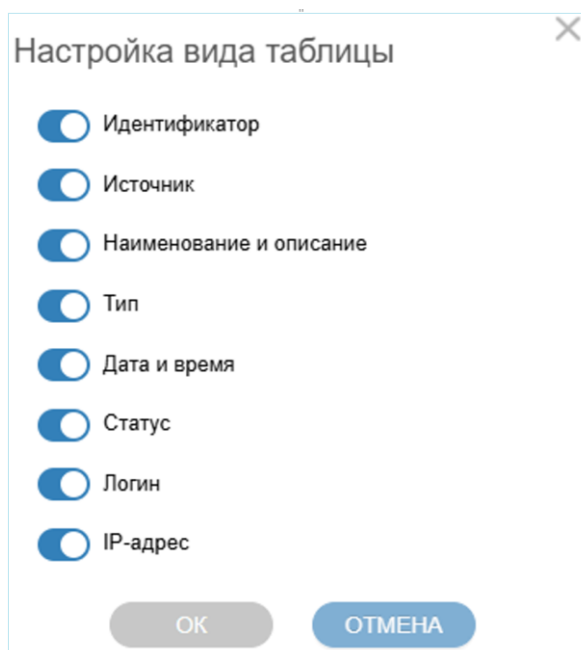 Настройка вида таблицы
Идентификатор
Источник
Наименование и описание
Тип
Дата и время
Статус
Логин
IP-адрес
ОК ОТМЕНА